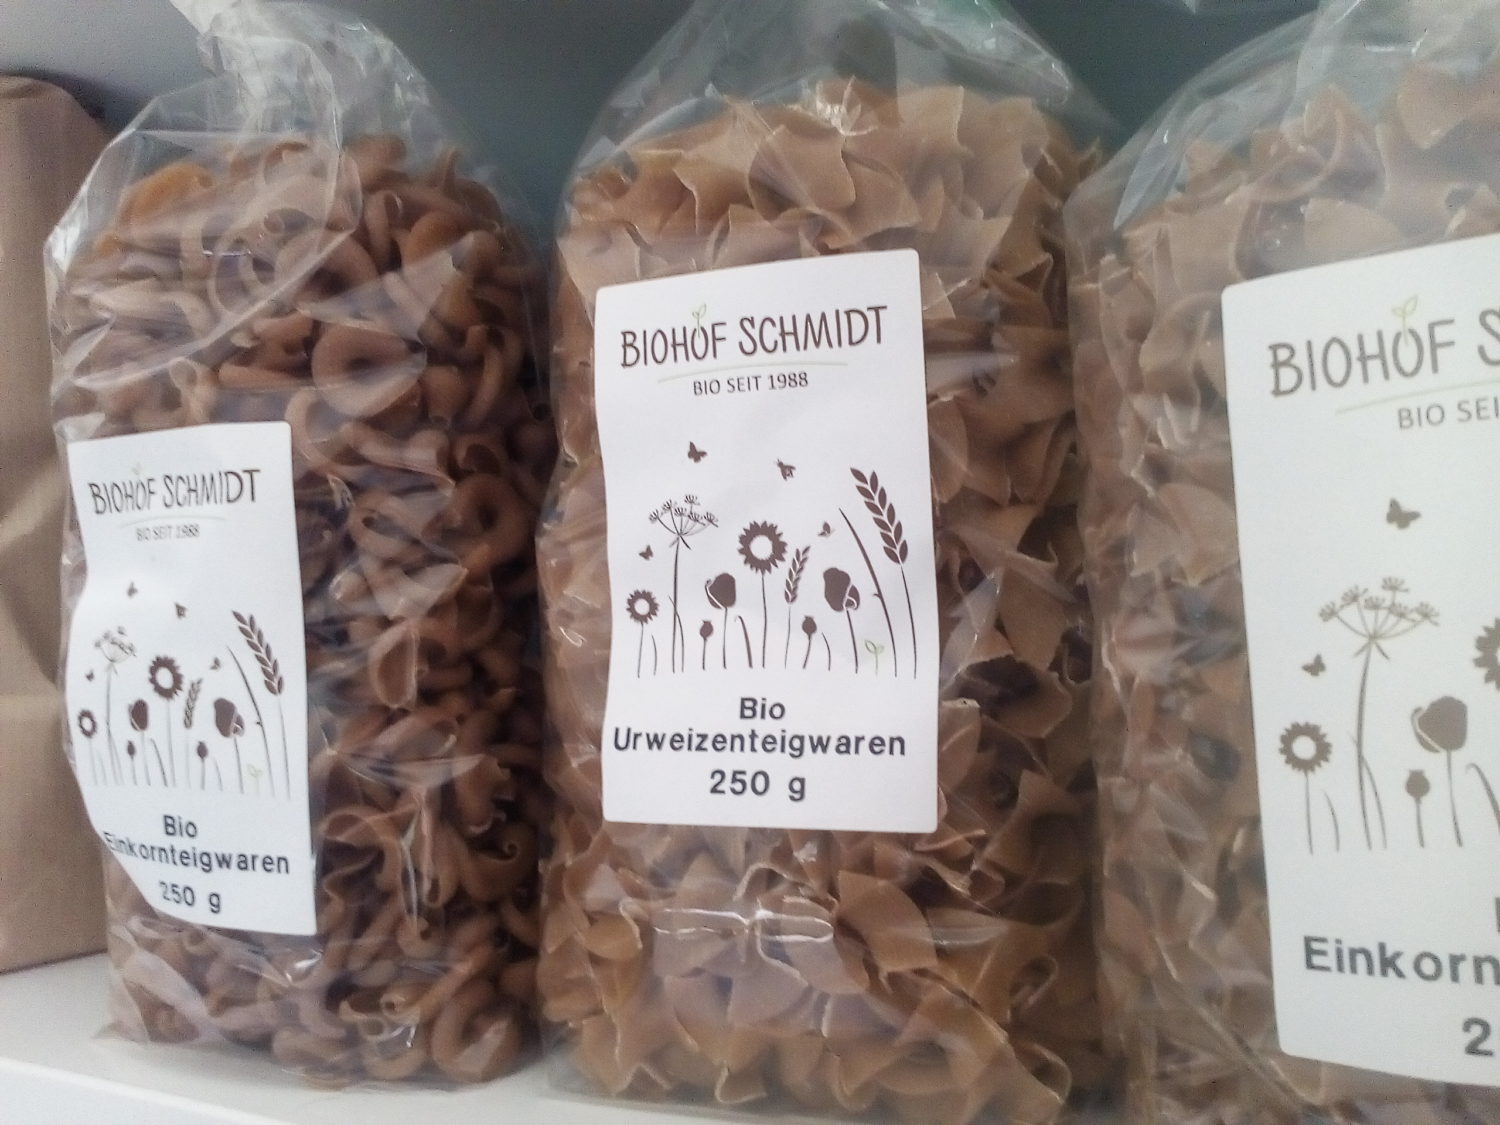 BIOHOF SCHMIDT
BIO SEIT 1988
Bio
Einkornteigwaren
250 g
BIOHOF SCHMIDT
BIO SEIT 1988
Bio
Urweizenteigwaren
250 g
BIOHOF S
BIO SEI
Einkorn
2